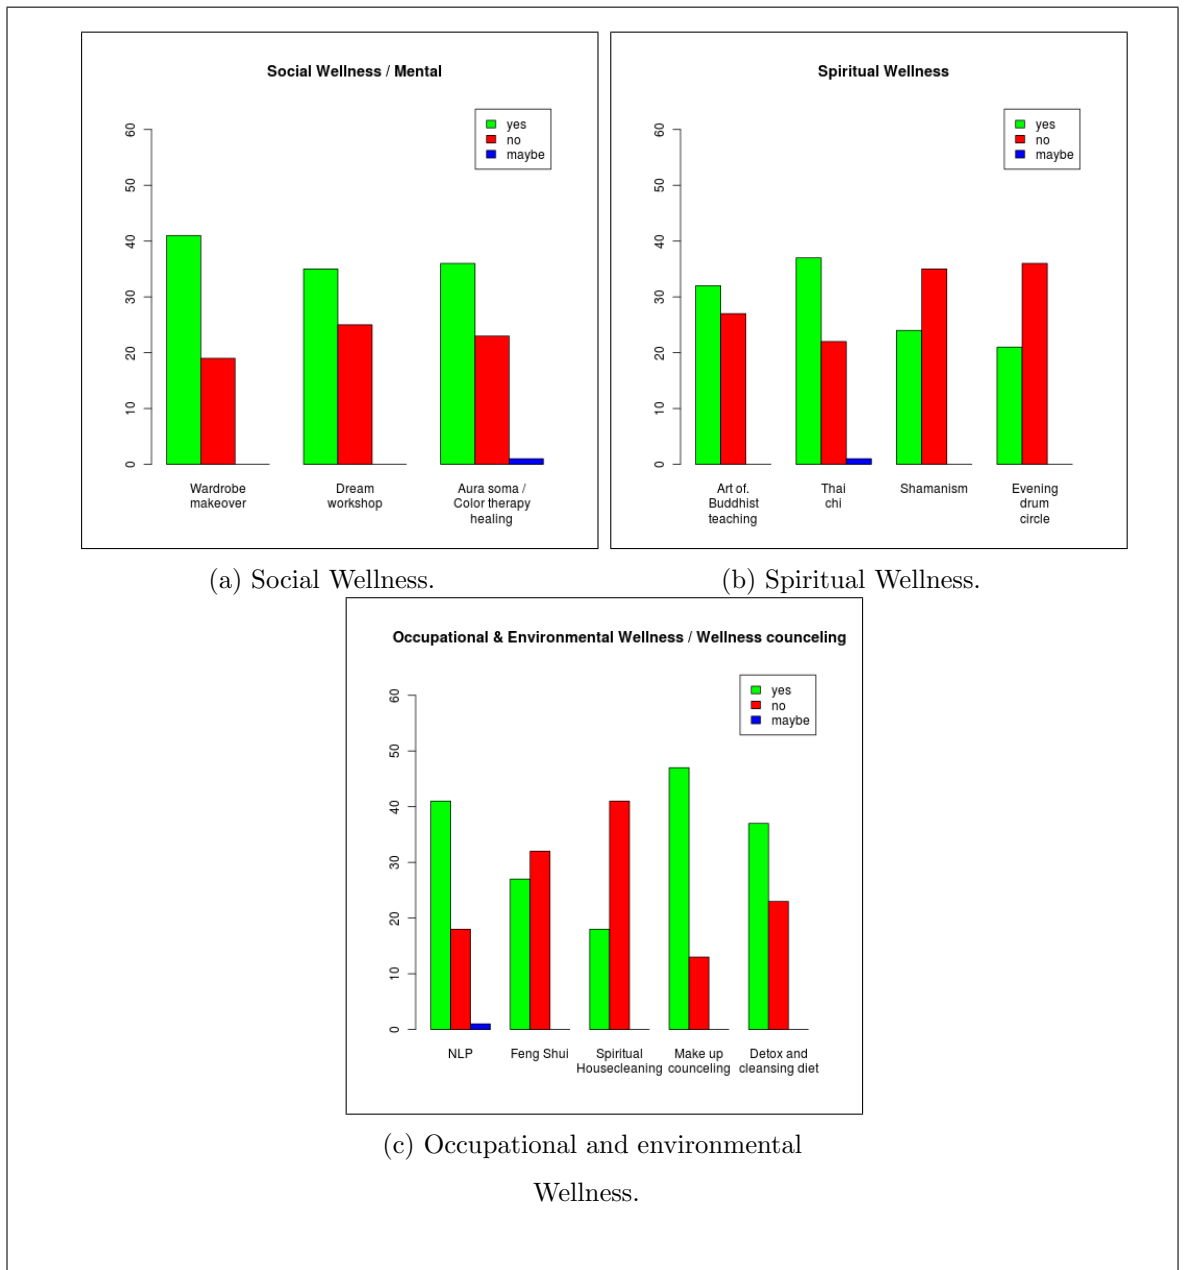 Social Wellness / Mental
yes
no
maybe
60
50
40
30
20
10
0
Wardrobe
makeover
Dream
workshop
Aura soma /
Color therapy
healing
(a) Social Wellness.
Spiritual Wellness
yes
no
maybe
60
50
40
30
20
10
0
Art of.
Buddhist
teaching
Thai
chi
Shamanism
Evening
drum
circle
(b) Spiritual Wellness.
Occupational & Environmental Wellness / Wellness counceling
yes
no
maybe
60
50
40
30
20
10
0
NLP
Feng Shui
Spiritual
Housecleaning
Make up
counceling
Detox and
cleansing diet
(c) Occupational and environmental
Wellness.